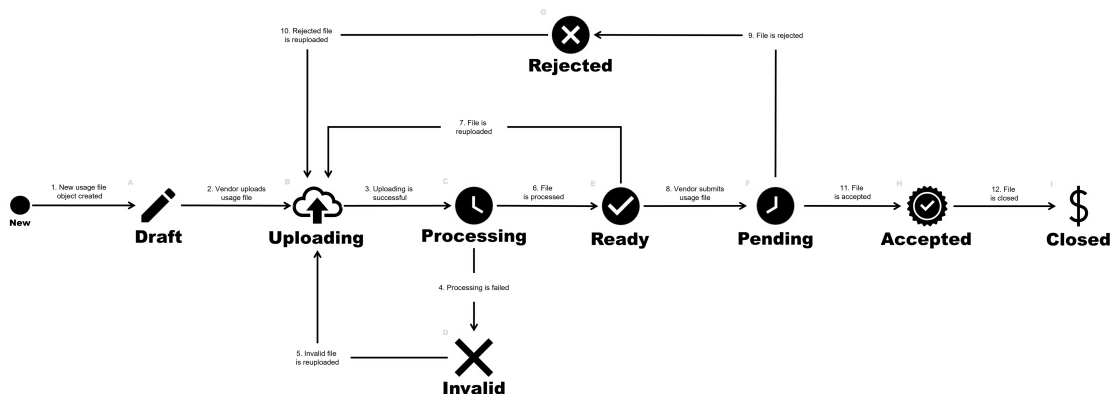 G
10. Rejected file
is reuploaded
9. File is rejected
Rejected
7. File is
reuploaded
A
B
C
E
F
H
I
1. New usage file
object created
2. Vendor uploads
usage file
3. Uploading is
successful
6. File
is processed
8. Vendor submits
usage file
11. File
is accepted
12. File
is closed
New
Draft
Uploading
Processing
Ready
Pending
Accepted
Closed
4. Processing is failed
D
5. Invalid file
is reuploaded
Invalid